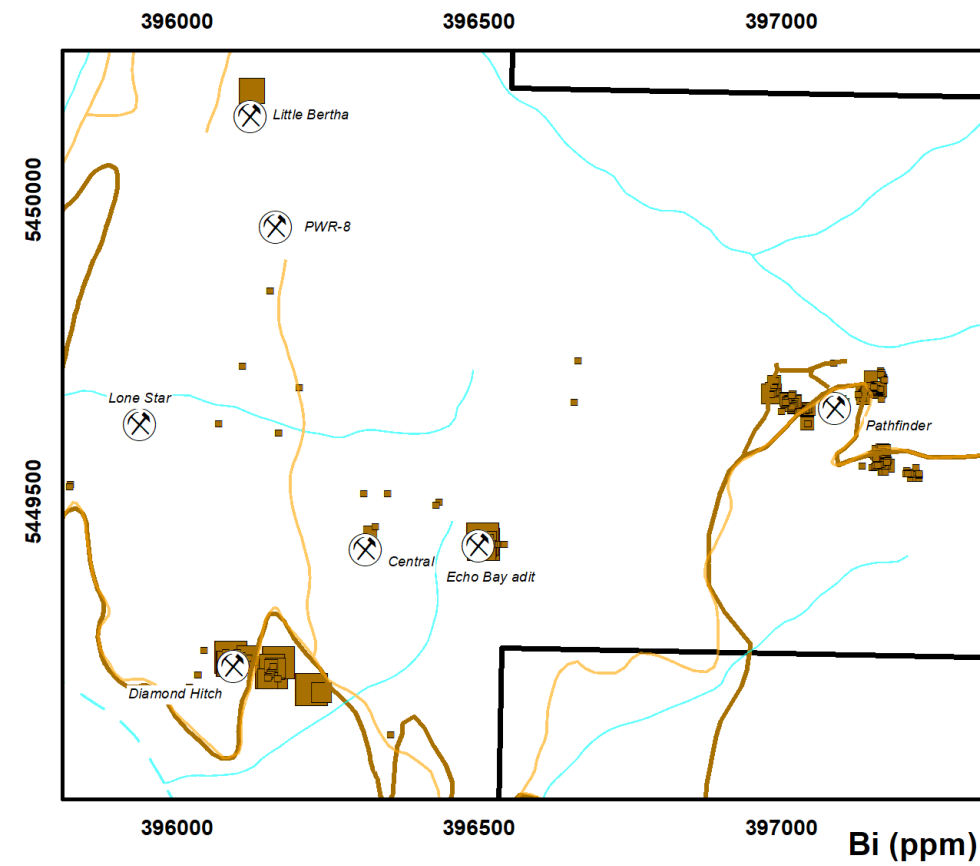 396000 396500 397000
Little Bertha
5450000
PWR-8
Lone Star
Pathfinder
5449500
Central
Echo Bay adit
Diamond Hitch
396000 396500 397000
Bi (ppm)